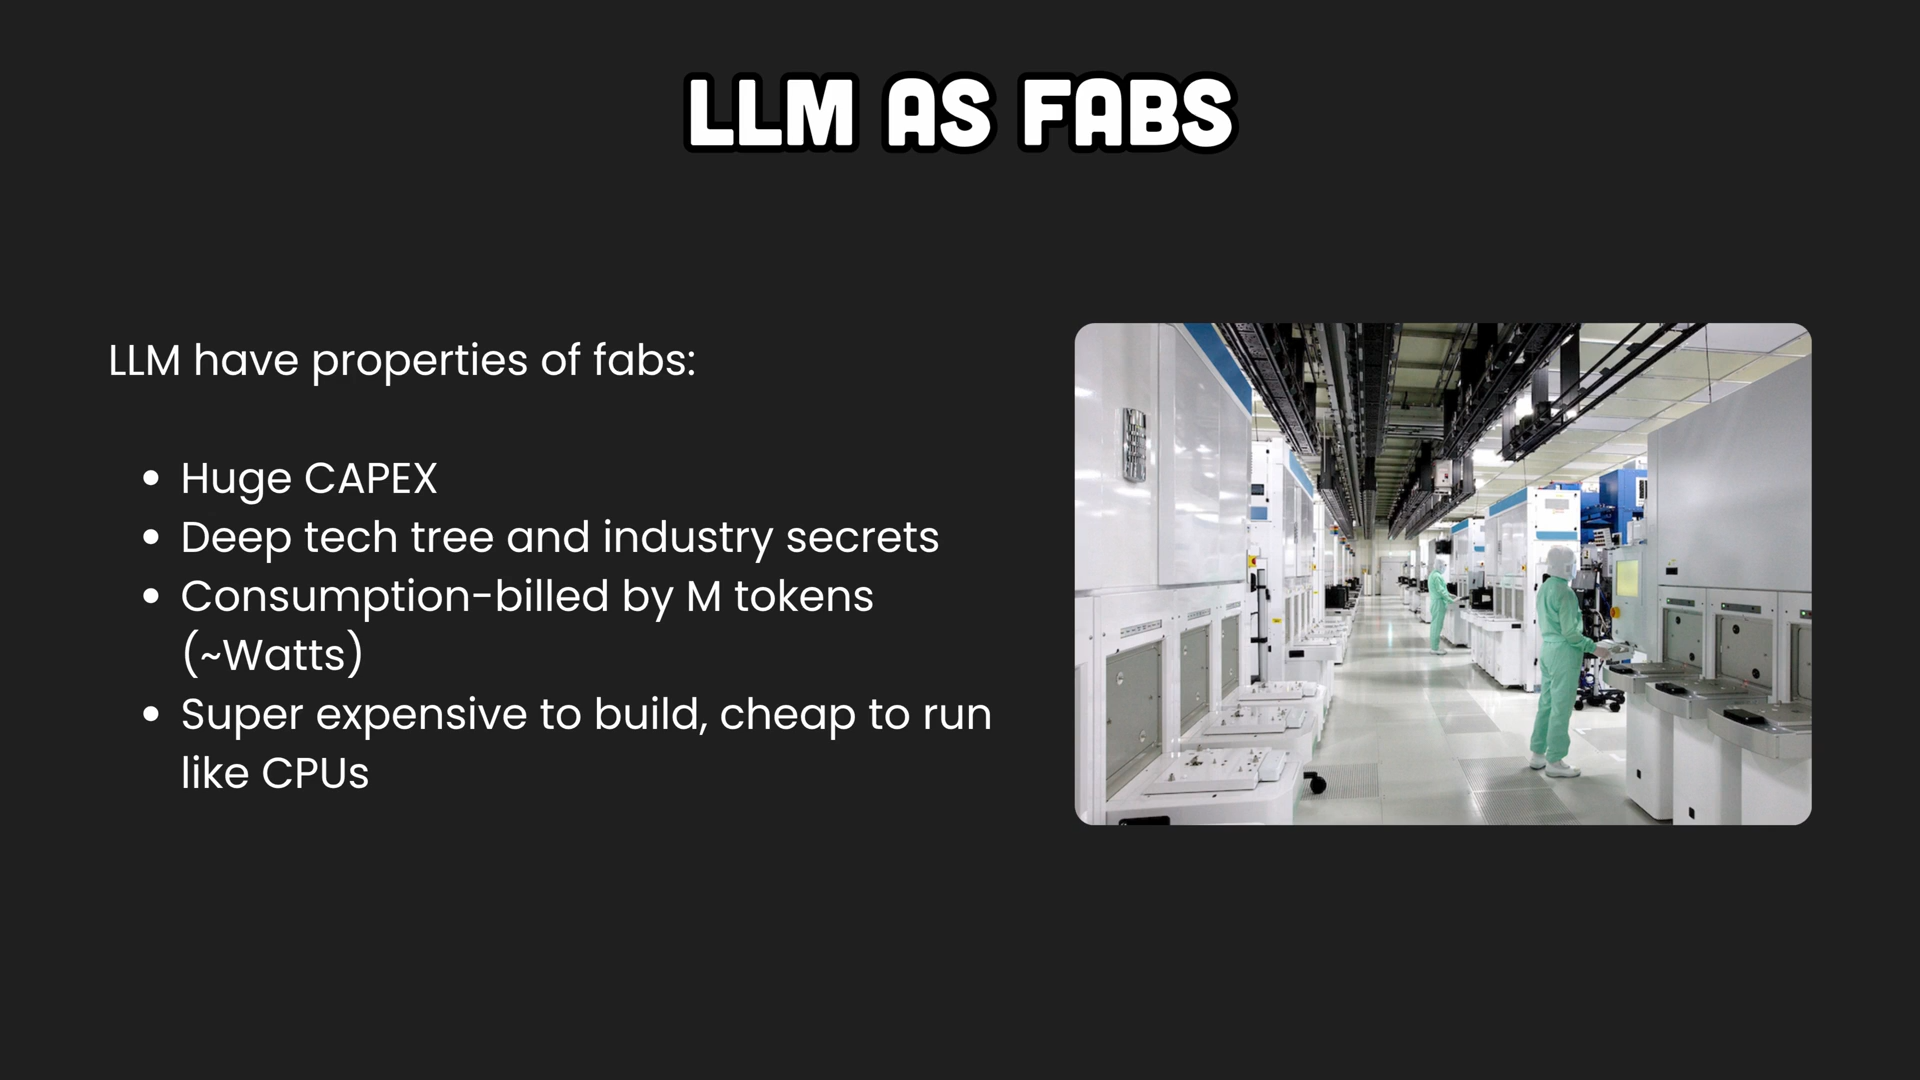 LLM AS FABS
LLM have properties of fabs:
• Huge CAPEX
• Deep tech tree and industry secrets
• Consumption-billed by M tokens
(~Watts)
• Super expensive to build, cheap to run
like CPUs